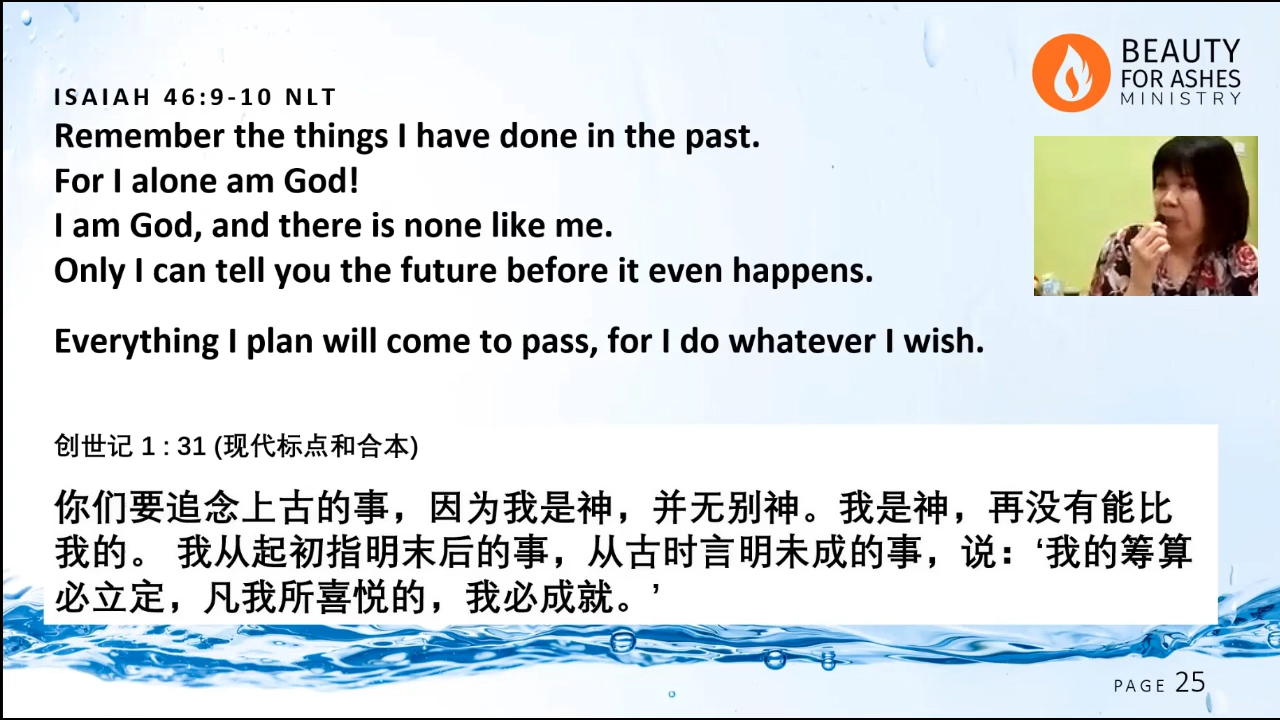 BEAUTY
FOR ASHES
MINISTRY
ISAIAH 46:9-10 NLT
Remember the things I have done in the past.
For I alone am God!
I am God, and there is none like me.
Only I can tell you the future before it even happens.
Everything I plan will come to pass, for I do whatever I wish.
创世记 1 : 31 (现代标点和合本)
你们要追念上古的事，因为我是神，并无别神。我是神，再没有能比
我的。 我从起初指明末后的事，从古时言明未成的事，说：‘我的筹算
必立定，凡我所喜悦的，我必成就。’
PAGE 25